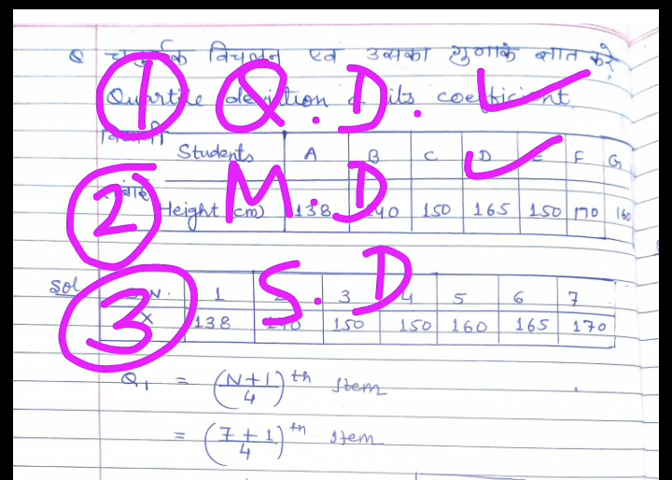 Q चतुर्थक विचलन एवं उसका गुणांक ज्ञात करें
① Q. D. ✓
Quartile deviation & its coefficient
विद्यार्थी
Students A B C D E F G
② M. D ✓
Height (cm) 138 140 150 165 150 170 160
③ S. D
Sol S.N. 1 3 4 5 6 7
X 138 140 150 150 160 165 170
Q₁ = (N+1/4)th Item
= (7+1/4)th Item